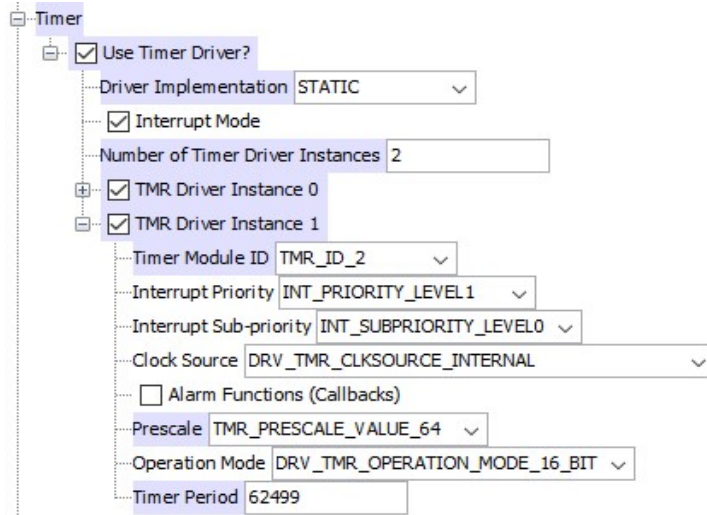 Timer
Use Timer Driver?
Driver Implementation STATIC
Interrupt Mode
Number of Timer Driver Instances 2
TMR Driver Instance 0
TMR Driver Instance 1
Timer Module ID TMR_ID_2
Interrupt Priority INT_PRIORITY_LEVEL1
Interrupt Sub-priority INT_SUBPRIORITY_LEVEL0
Clock Source DRV_TMR_CLKSOURCE_INTERNAL
Alarm Functions (Callbacks)
Prescale TMR_PRESCALE_VALUE_64
Operation Mode DRV_TMR_OPERATION_MODE_16_BIT
Timer Period 62499